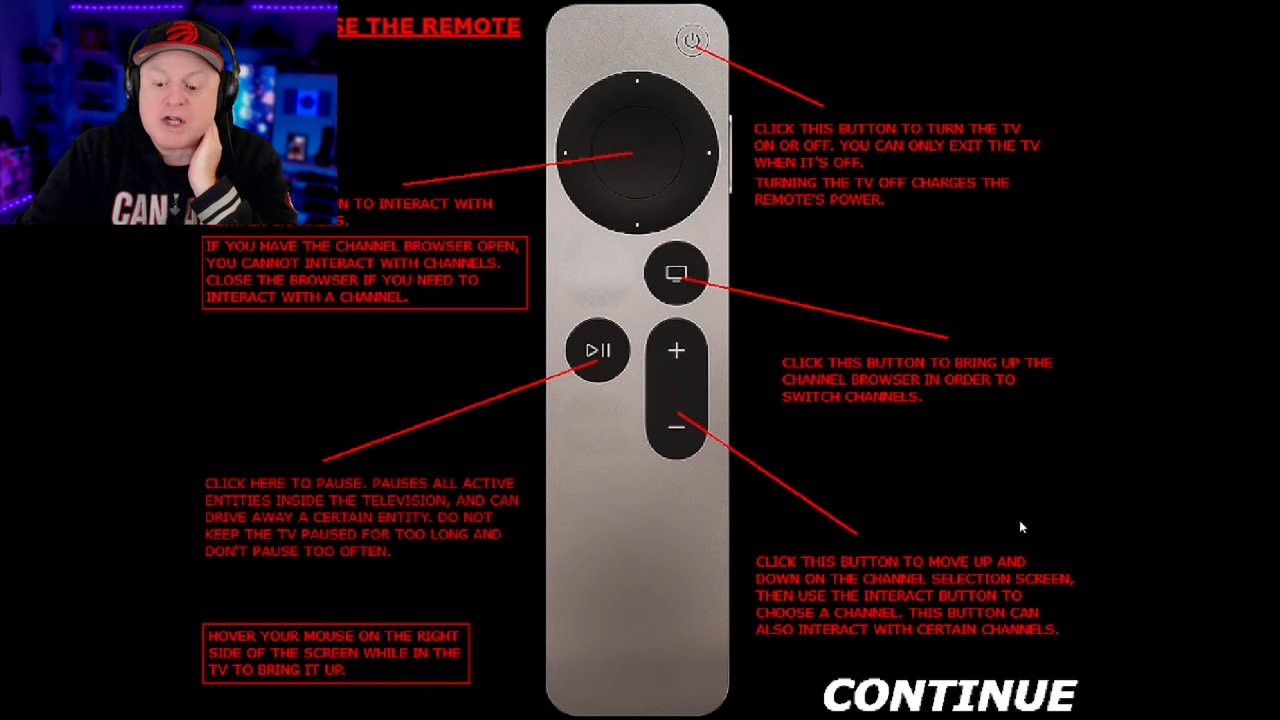 SE THE REMOTE
CLICK THIS BUTTON TO TURN THE TV
ON OR OFF. YOU CAN ONLY EXIT THE TV
WHEN IT'S OFF.
TURNING THE TV OFF CHARGES THE
REMOTE'S POWER.
N TO INTERACT WITH
S.
IF YOU HAVE THE CHANNEL BROWSER OPEN,
YOU CANNOT INTERACT WITH CHANNELS.
CLOSE THE BROWSER IF YOU NEED TO
INTERACT WITH A CHANNEL.
CLICK THIS BUTTON TO BRING UP THE
CHANNEL BROWSER IN ORDER TO
SWITCH CHANNELS.
CLICK HERE TO PAUSE. PAUSES ALL ACTIVE
ENTITIES INSIDE THE TELEVISION, AND CAN
DRIVE AWAY A CERTAIN ENTITY. DO NOT
KEEP THE TV PAUSED FOR TOO LONG AND
DON'T PAUSE TOO OFTEN.
CLICK THIS BUTTON TO MOVE UP AND
DOWN ON THE CHANNEL SELECTION SCREEN,
THEN USE THE INTERACT BUTTON TO
CHOOSE A CHANNEL. THIS BUTTON CAN
ALSO INTERACT WITH CERTAIN CHANNELS.
HOVER YOUR MOUSE ON THE RIGHT
SIDE OF THE SCREEN WHILE IN THE
TV TO BRING IT UP.
CONTINUE
CAN